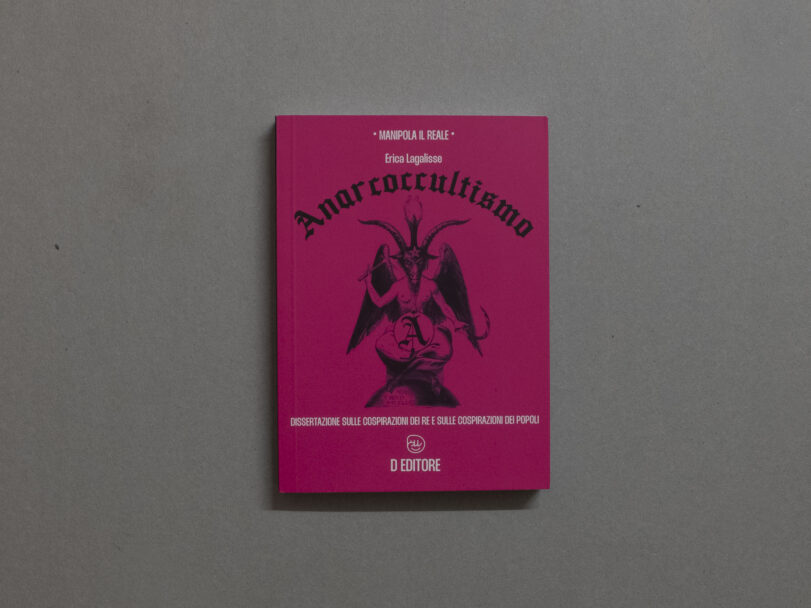 • MANIPOLA IL REALE •
Erica Lagalisse
Anarcoccultismo
A
DISSERTAZIONE SULLE COSPIRAZIONI DEI RE E SULLE COSPIRAZIONI DEI POPOLI
D EDITORE